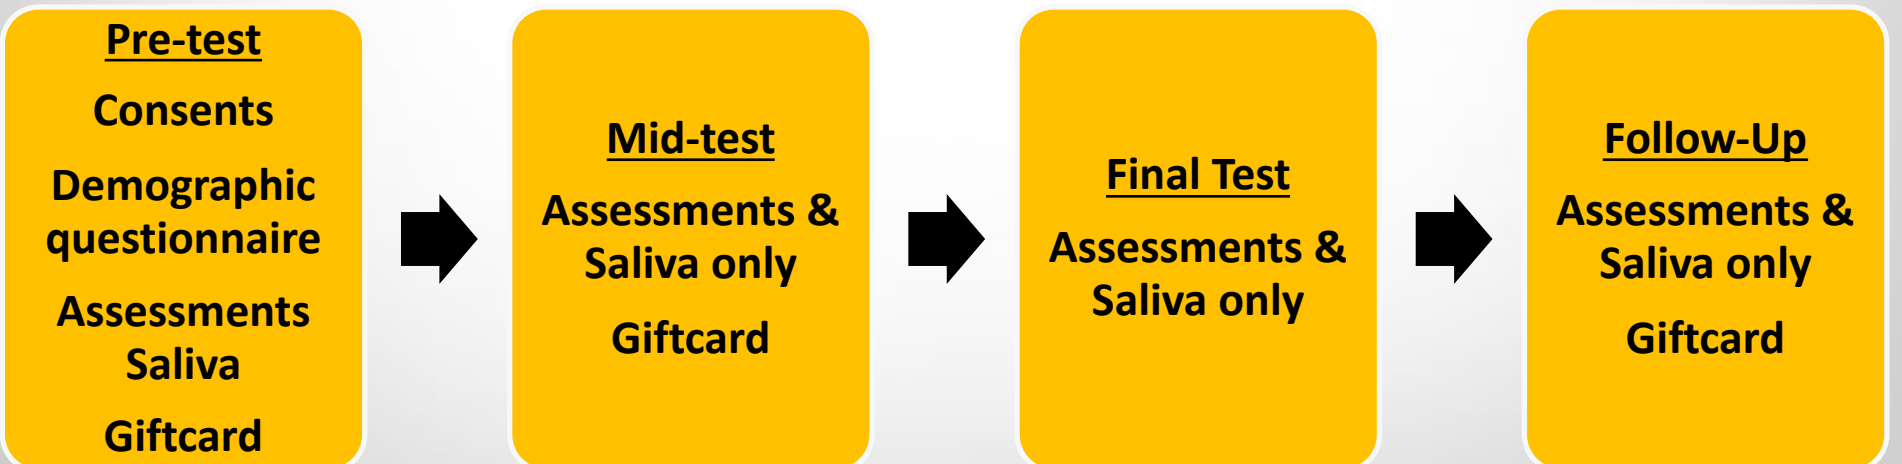 Pre-test
Consents
Demographic
questionnaire
Assessments
Saliva
Giftcard
Mid-test
Assessments &
Saliva only
Giftcard
Final Test
Assessments &
Saliva only
Follow-Up
Assessments &
Saliva only
Giftcard